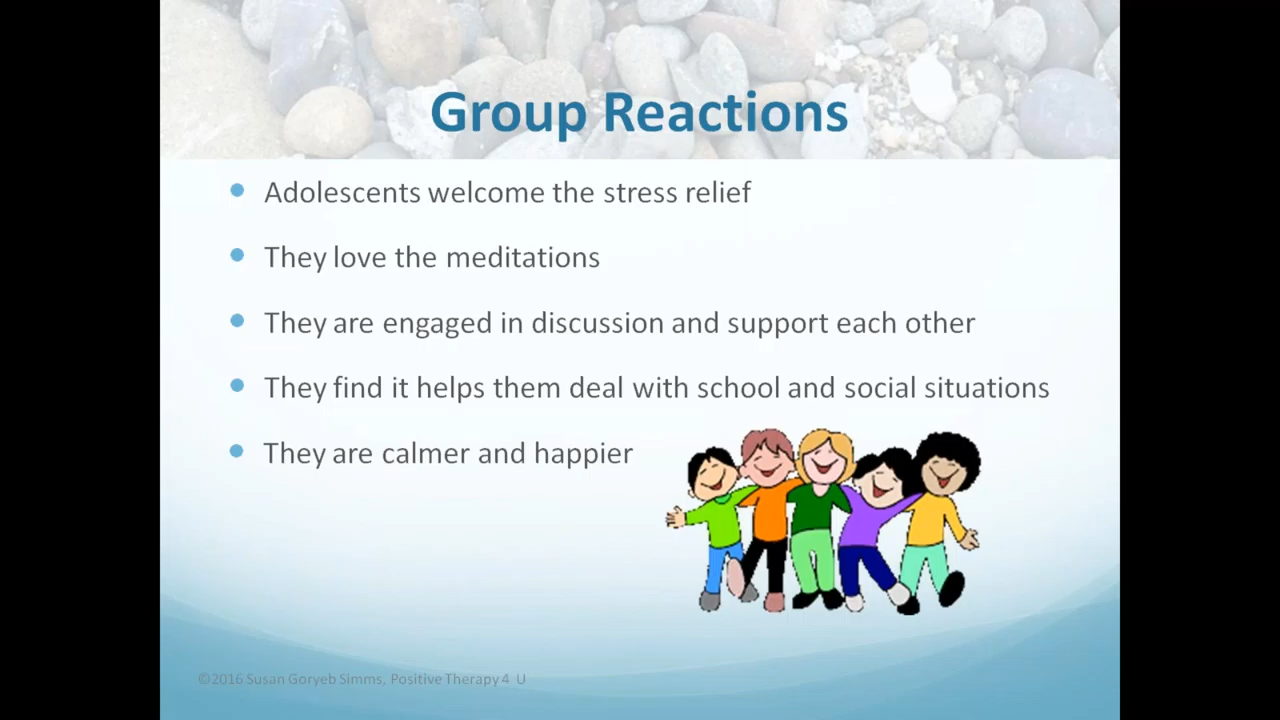 Group Reactions
Adolescents welcome the stress relief
They love the meditations
They are engaged in discussion and support each other
They find it helps them deal with school and social situations
They are calmer and happier
©2016 Susan Goryeb Simms, Positive Therapy 4 U